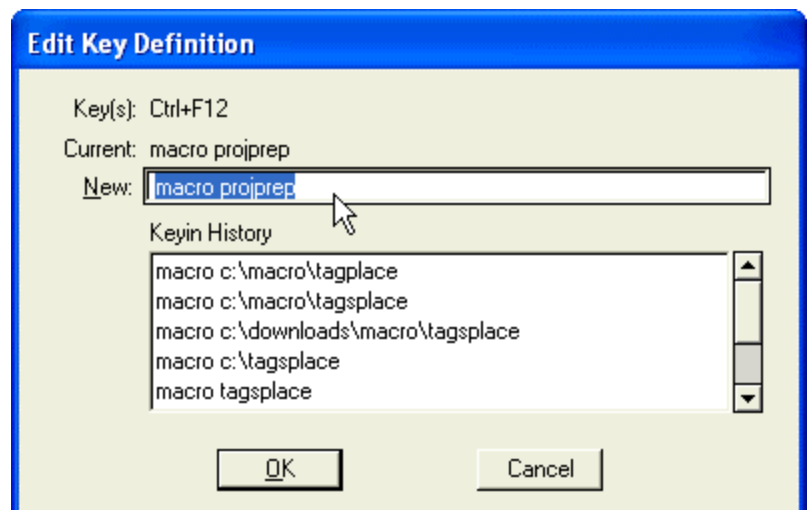 Edit Key Definition
Key(s): Ctrl+F12
Current: macro projprep
New: macro projprep
Keyin History
macro c:\macro\tagplace
macro c:\macro\tagsplace
macro c:\downloads\macro\tagsplace
macro c:\tagsplace
macro tagsplace
OK Cancel